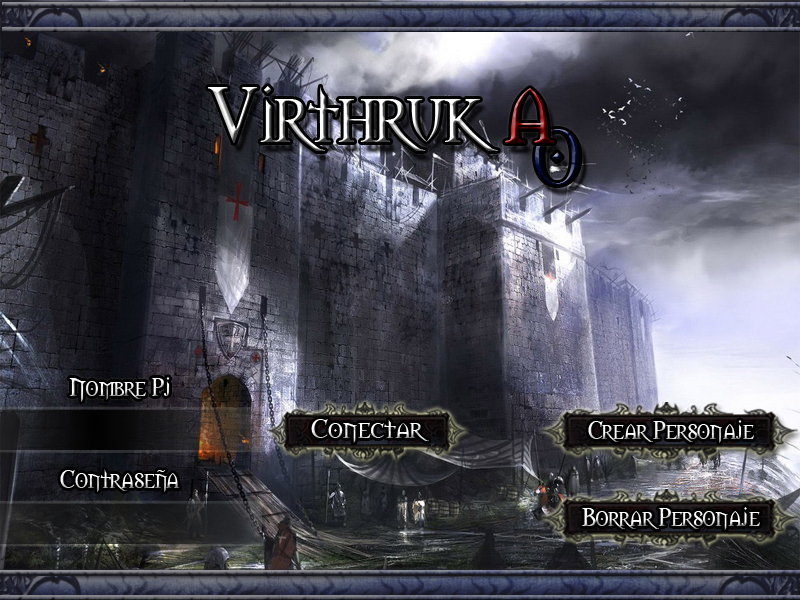 Virthruk AO
Nombre Pj
Conectar
Crear Personaje
Contraseña
Borrar Personaje